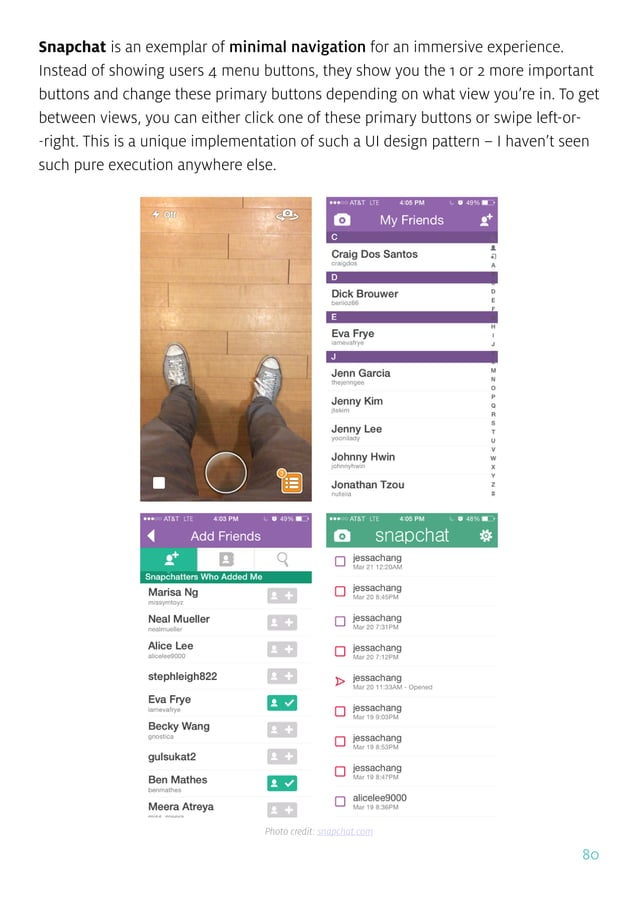 Snapchat is an exemplar of minimal navigation for an immersive experience.
Instead of showing users 4 menu buttons, they show you the 1 or 2 more important
buttons and change these primary buttons depending on what view you're in. To get
between views, you can either click one of these primary buttons or swipe left-or-
-right. This is a unique implementation of such a UI design pattern – I haven't seen
such pure execution anywhere else.
Off
3
AT&T LTE 4:05 PM 49%
My Friends
C
Craig Dos Santos
craigdos
D
Dick Brouwer
E
Eva Frye
iamevafrye
J
Jenn Garcia
thejenngee
Jenny Kim
jtekim
Jenny Lee
yoonilady
Johnny Hwin
johnnyhwin
Jonathan Tzou
A
D
E
F
H
I
J
M
N
O
P
Q
R
S
T
U
V
W
X
Y
Z
AT&T LTE 4:03 PM 49%
Add Friends
Snapchatters Who Added Me
Marisa Ng
missymtoyz
Neal Mueller
nealmueller
Alice Lee
alicelee9000
stephleigh822
Eva Frye
iamevafrye
Becky Wang
gnostica
gulsukat2
Ben Mathes
benmathes
Meera Atreya
AT&T LTE 4:05 PM 48%
snapchat
jessachang
Mar 21 12:20AM
jessachang
Mar 20 8:45PM
jessachang
Mar 20 7:31PM
jessachang
Mar 20 7:12PM
jessachang
Mar 20 11:33AM - Opened
jessachang
Mar 19 9:03PM
jessachang
Mar 19 8:53PM
jessachang
Mar 19 8:47PM
alicelee9000
Mar 19 8:36PM
Photo credit: snapchat.com
80